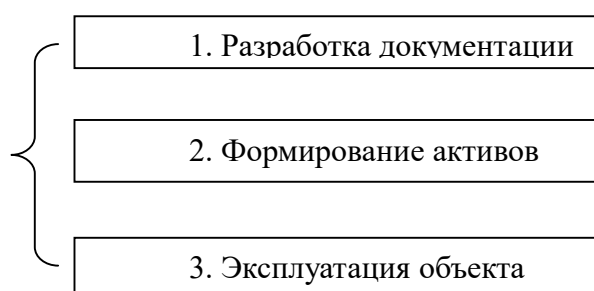 1. Разработка документации
2. Формирование активов
3. Эксплуатация объекта